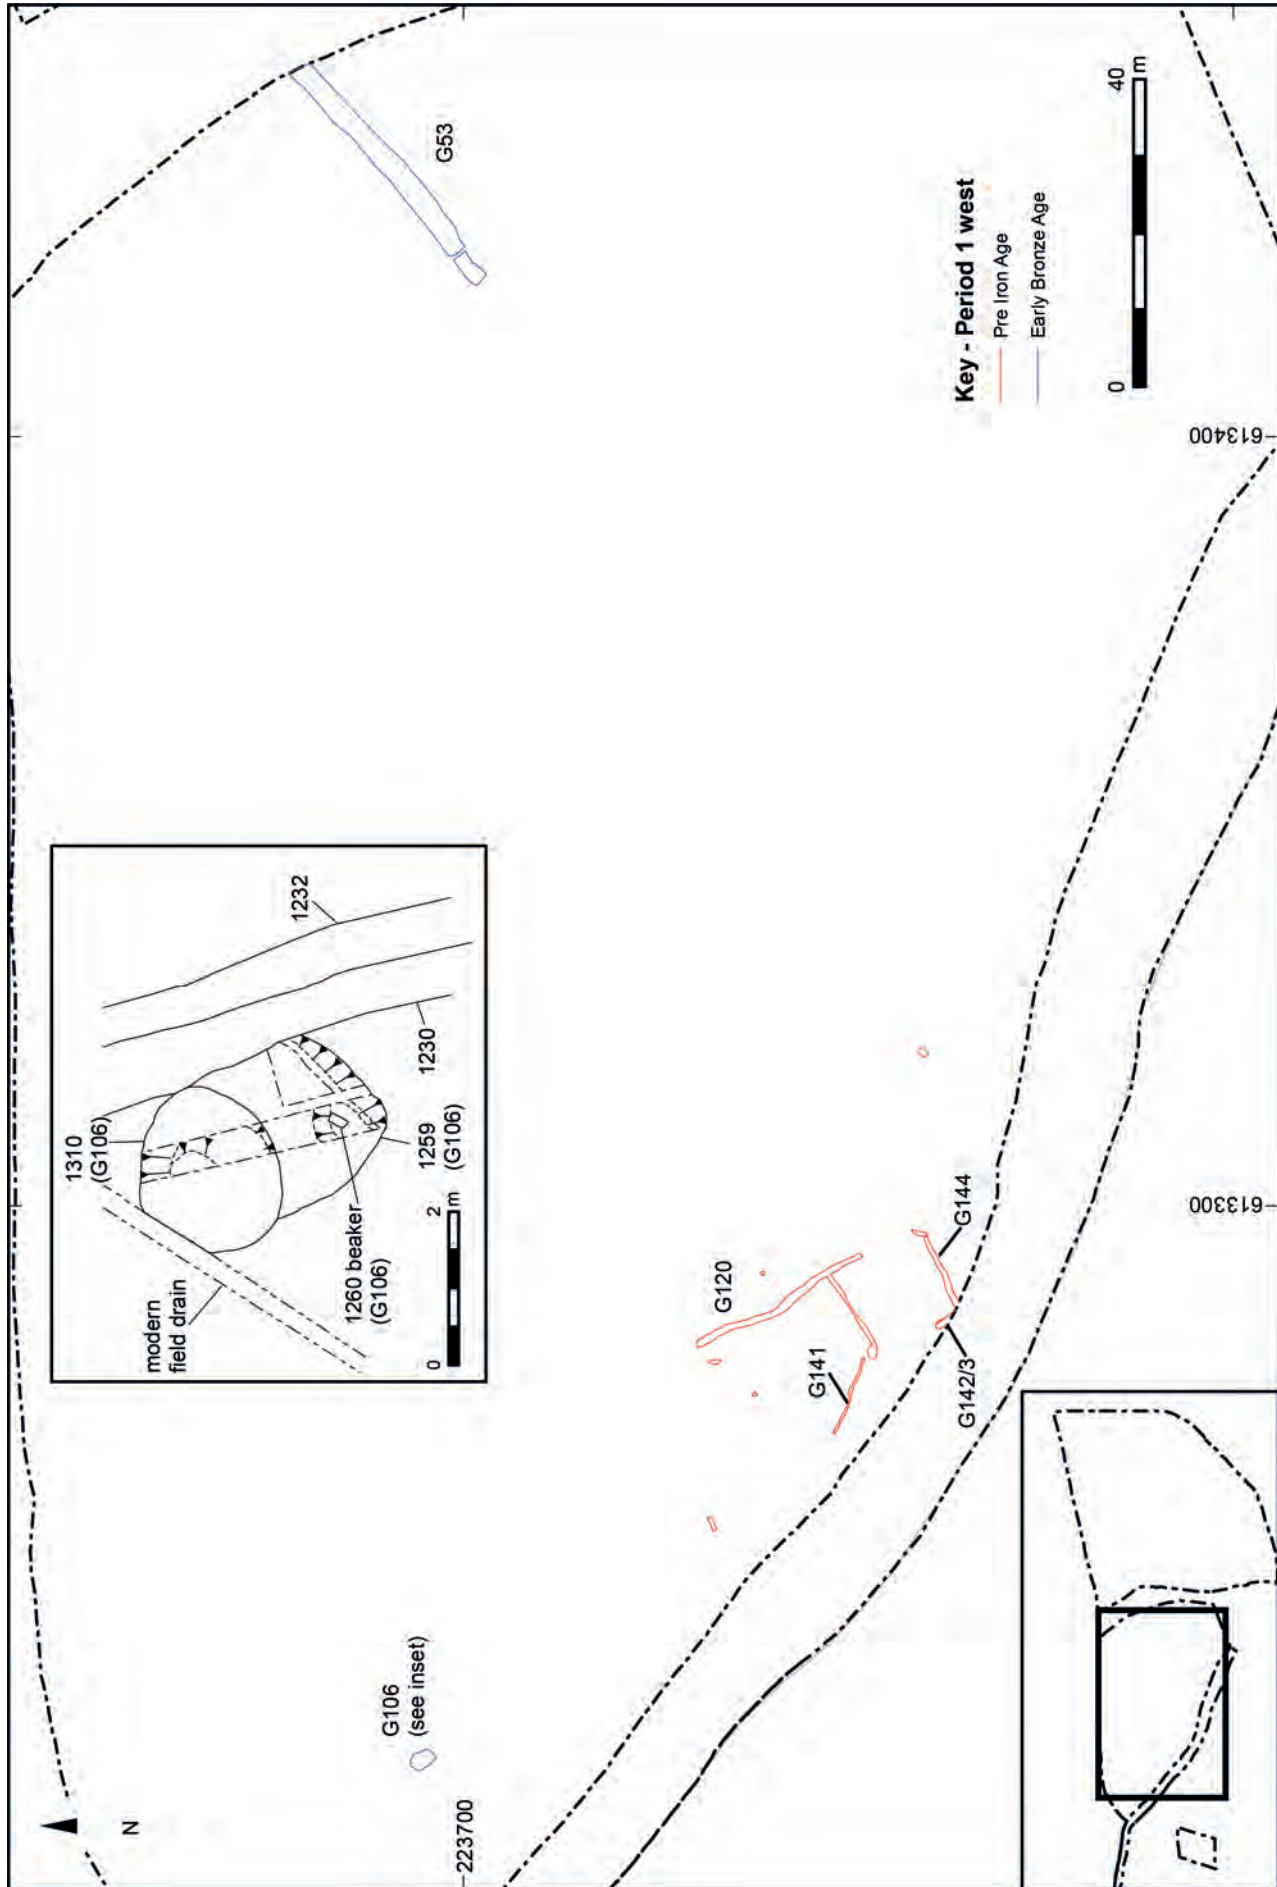 N
G106
(see inset)
223700
modern
field drain
1310
(G106)
1232
1260 beaker
(G106)
1259
(G106)
1230
0
2
m
G53
G120
G141
G142/3
G144
Key - Period 1 west
Pre Iron Age
Early Bronze Age
0
40
m
613300
613400